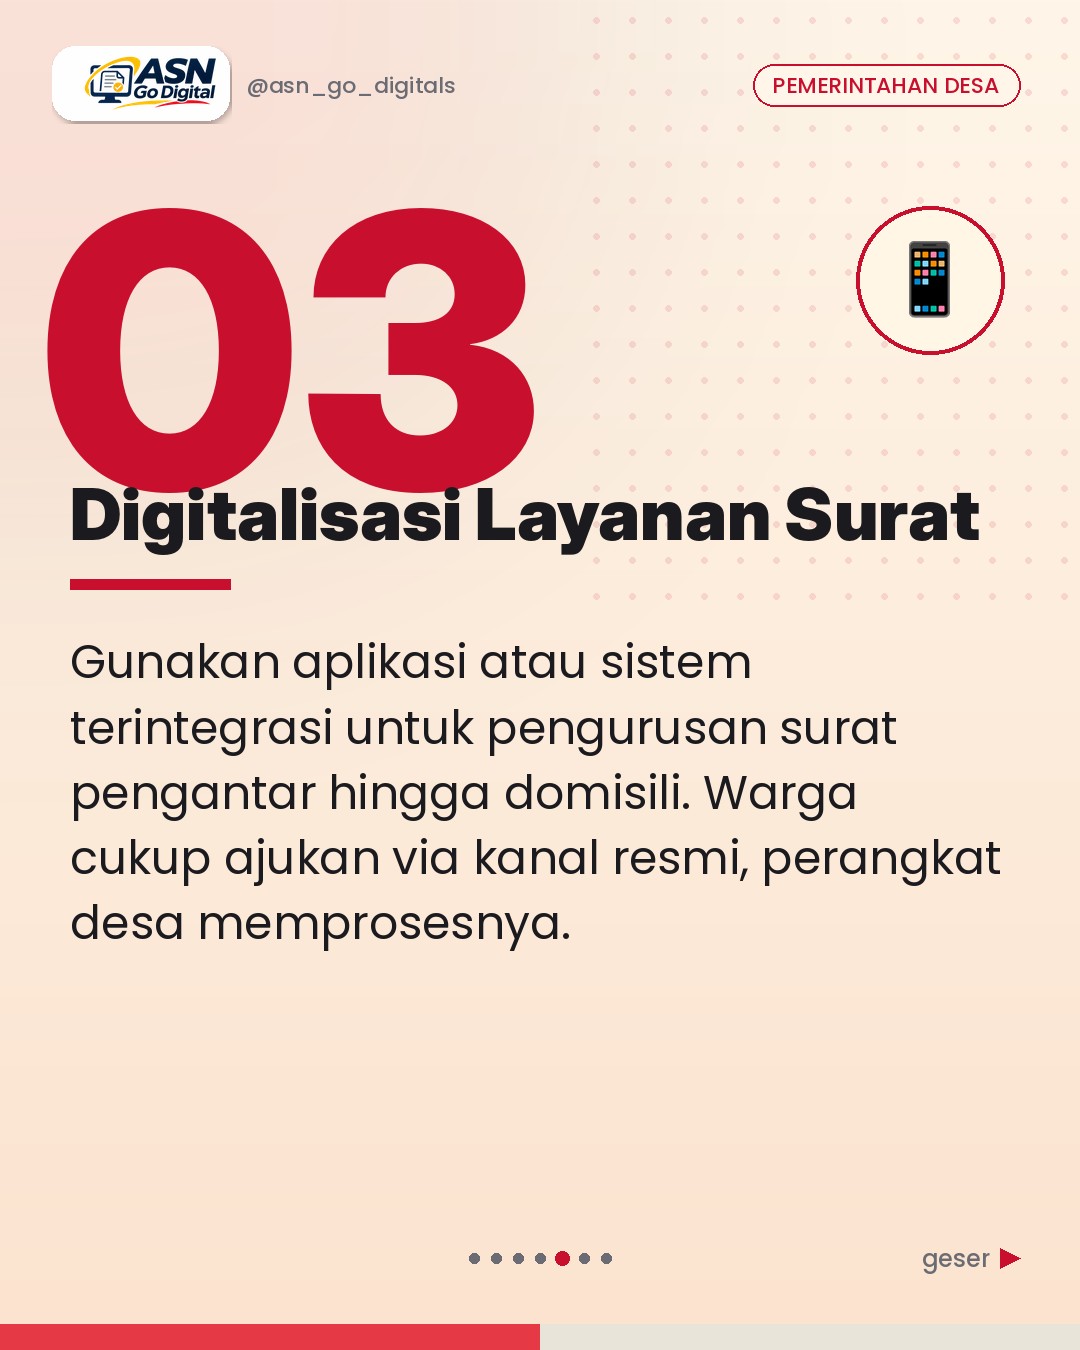 ASN
Go Digital
@asn_go_digitals
PEMERINTAHAN DESA
03
Digitalisasi Layanan Surat
Gunakan aplikasi atau sistem
terintegrasi untuk pengurusan surat
pengantar hingga domisili. Warga
cukup ajukan via kanal resmi, perangkat
desa memprosesnya.
geser